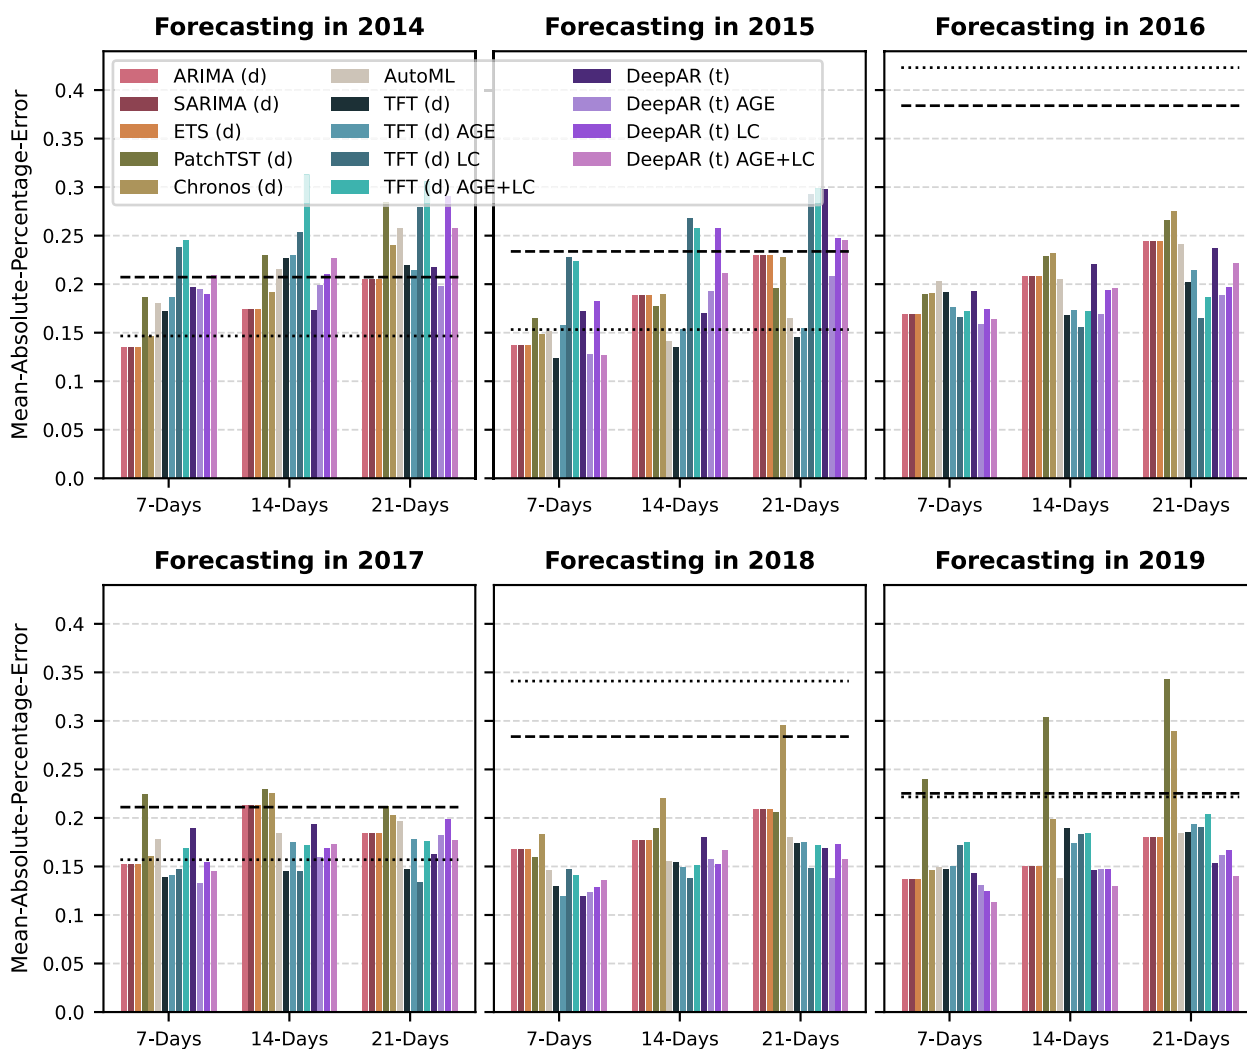 Forecasting in 2014
Forecasting in 2015
Forecasting in 2016
ARIMA (d)
SARIMA (d)
ETS (d)
PatchTST (d)
Chronos (d)
AutoML
TFT (d)
TFT (d) AGE
TFT (d) LC
TFT (d) AGE+LC
DeepAR (t)
DeepAR (t) AGE
DeepAR (t) LC
DeepAR (t) AGE+LC
Mean-Absolute-Percentage-Error
0.4
0.35
0.3
0.25
0.2
0.15
0.1
0.05
0.0
7-Days
14-Days
21-Days
7-Days
14-Days
21-Days
7-Days
14-Days
21-Days
Forecasting in 2017
Forecasting in 2018
Forecasting in 2019
Mean-Absolute-Percentage-Error
0.4
0.35
0.3
0.25
0.2
0.15
0.1
0.05
0.0
7-Days
14-Days
21-Days
7-Days
14-Days
21-Days
7-Days
14-Days
21-Days